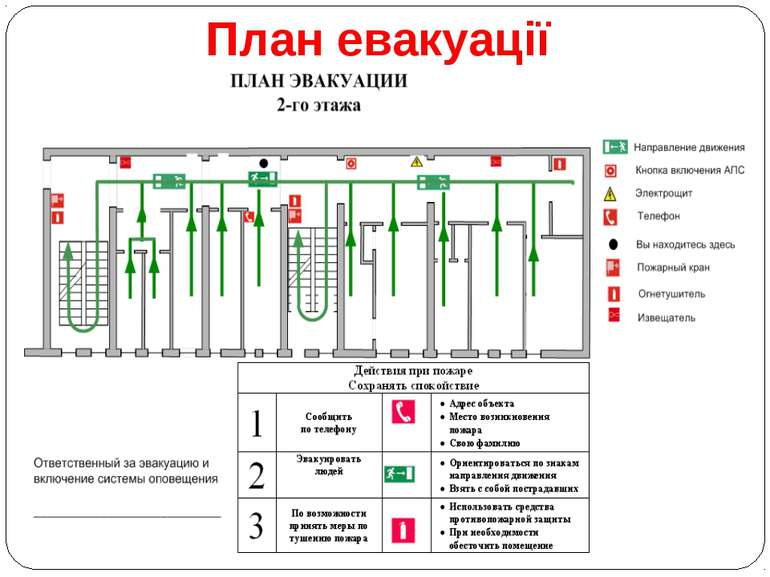 План евакуації
ПЛАН ЭВАКУАЦИИ
2-го этажа
Направление движения
Кнопка включения АПС
Электрощит
Телефон
Вы находитесь здесь
Пожарный кран
Огнетушитель
Извещатель
Действия при пожаре
Сохранять спокойствие
1
Сообщить
по телефону
• Адрес объекта
• Место возникновения
пожара
• Свою фамилию
2
Эвакуировать
людей
• Ориентироваться по знакам
направления движения
• Взять с собой пострадавших
3
По возможности
принять меры по
тушению пожара
• Использовать средства
противопожарной защиты
• При необходимости
обесточить помещение
Ответственный за эвакуацию и
включение системы оповещения